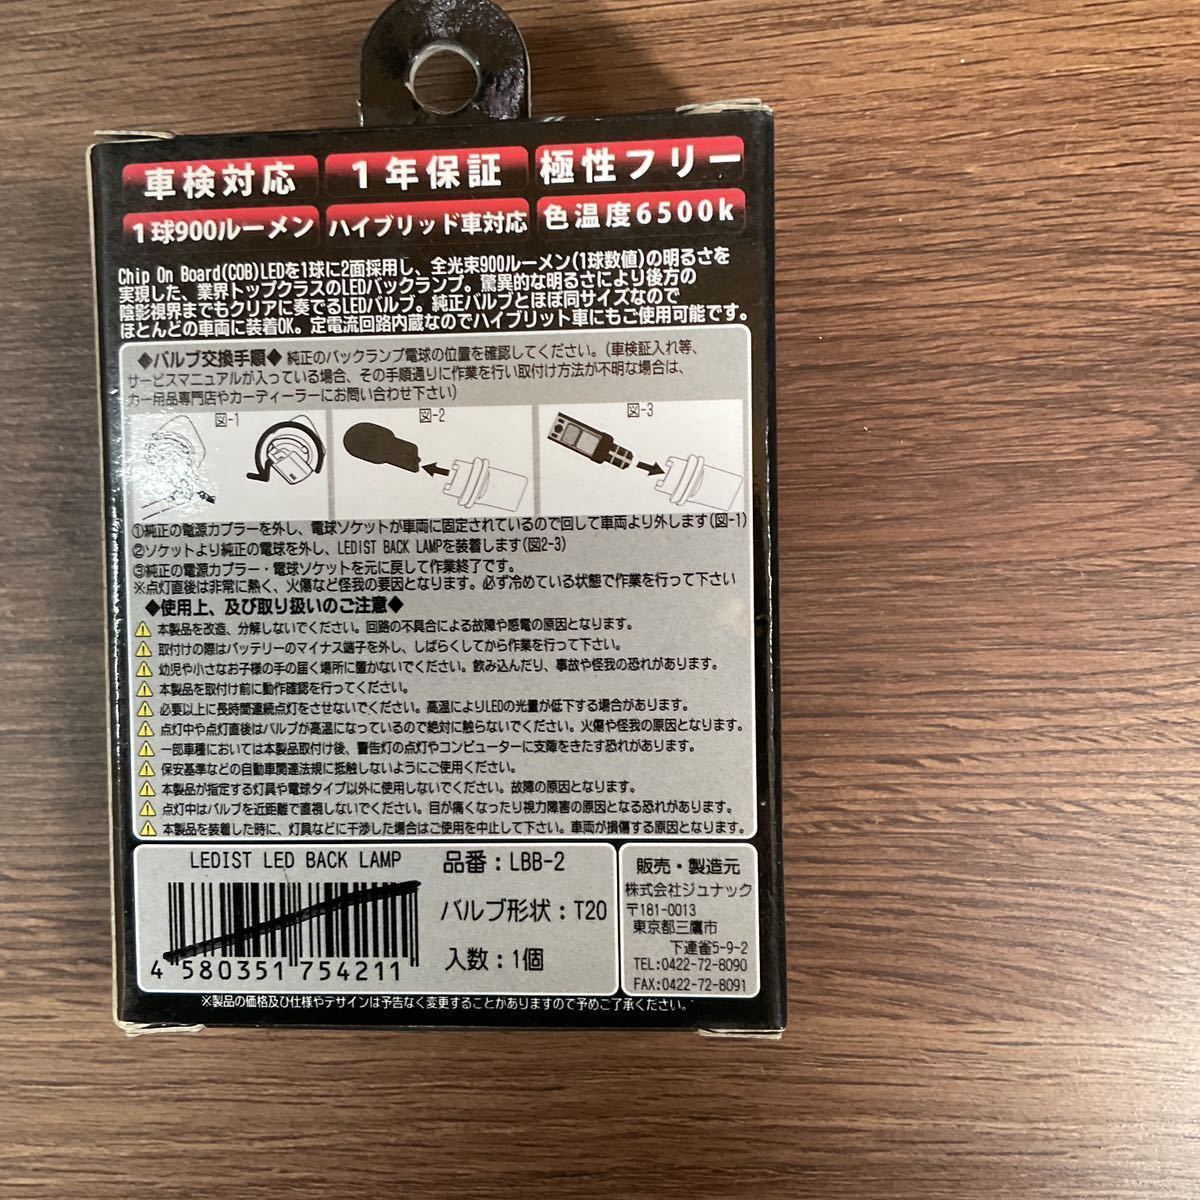 車検対応 1年保証 極性フリー
1球900ルーメン ハイブリッド車対応 色温度6500k
Chip On Board(COB)LEDを1球に2面採用し、全光束900ルーメン(1球数値)の明るさを
実現した、業界トップクラスのLEDバックランプ。驚異的な明るさにより後方の
陰影視界までもクリアに奏でるLEDバルブ。純正バルブとほぼ同サイズなので
ほとんどの車両に装着OK。定電流回路内蔵なのでハイブリット車にもご使用可能です。
◆バルブ交換手順◆ 純正のバックランプ電球の位置を確認してください。(車検証入れ等、
サービスマニュアルが入っている場合、その手順通りに作業を行い取付け方法が不明な場合は、
カー用品専門店やカーディーラーにお問い合わせ下さい)
図-1 図-2 図-3
①純正の電源カプラーを外し、電球ソケットが車両に固定されているので回して車両より外します(図-1)
②ソケットより純正の電球を外し、LEDIST BACK LAMPを装着します(図2-3)
③純正の電源カプラー・電球ソケットを元に戻して作業終了です。
※点灯直後は非常に熱く、火傷など怪我の要因となります。必ず冷めている状態で作業を行って下さい
◆使用上、及び取り扱いのご注意◆
本製品を改造、分解しないでください。回路の不具合による故障や感電の原因となります。
取付けの際はバッテリーのマイナス端子を外し、しばらくしてから作業を行って下さい。
幼児や小さなお子様の手の届く場所に置かないでください。飲み込んだり、事故や怪我の恐れがあります。
本製品を取付け前に動作確認を行ってください。
必要以上に長時間連続点灯をさせないでください。高温によりLEDの光量が低下する場合があります。
点灯中や点灯直後はバルブが高温になっているので絶対に触らないでください。火傷や怪我の原因となります。
一部車種においては本製品取付け後、警告灯の点灯やコンピューターに支障をきたす恐れがあります。
保安基準などの自動車関連法規に抵触しないようにご使用ください。
本製品が指定する灯具や電球タイプ以外に使用しないでください。故障の原因となります。
点灯中はバルブを近距離で直視しないでください。目が痛くなったり視力障害の原因となる恐れがあります。
本製品を装着した時に、灯具などに干渉した場合はご使用を中止して下さい。車両が損傷する原因となります。
LEDIST LED BACK LAMP
4 580351 754211
品番：LBB-2
バルブ形状：T20
入数：1個
販売・製造元
株式会社ジュナック
〒181-0013
東京都三鷹市
下連雀5-9-2
TEL:0422-72-8090
FAX:0422-72-8091
※製品の価格及び仕様やデザインは予告なく変更することがありますので予めご了承ください。